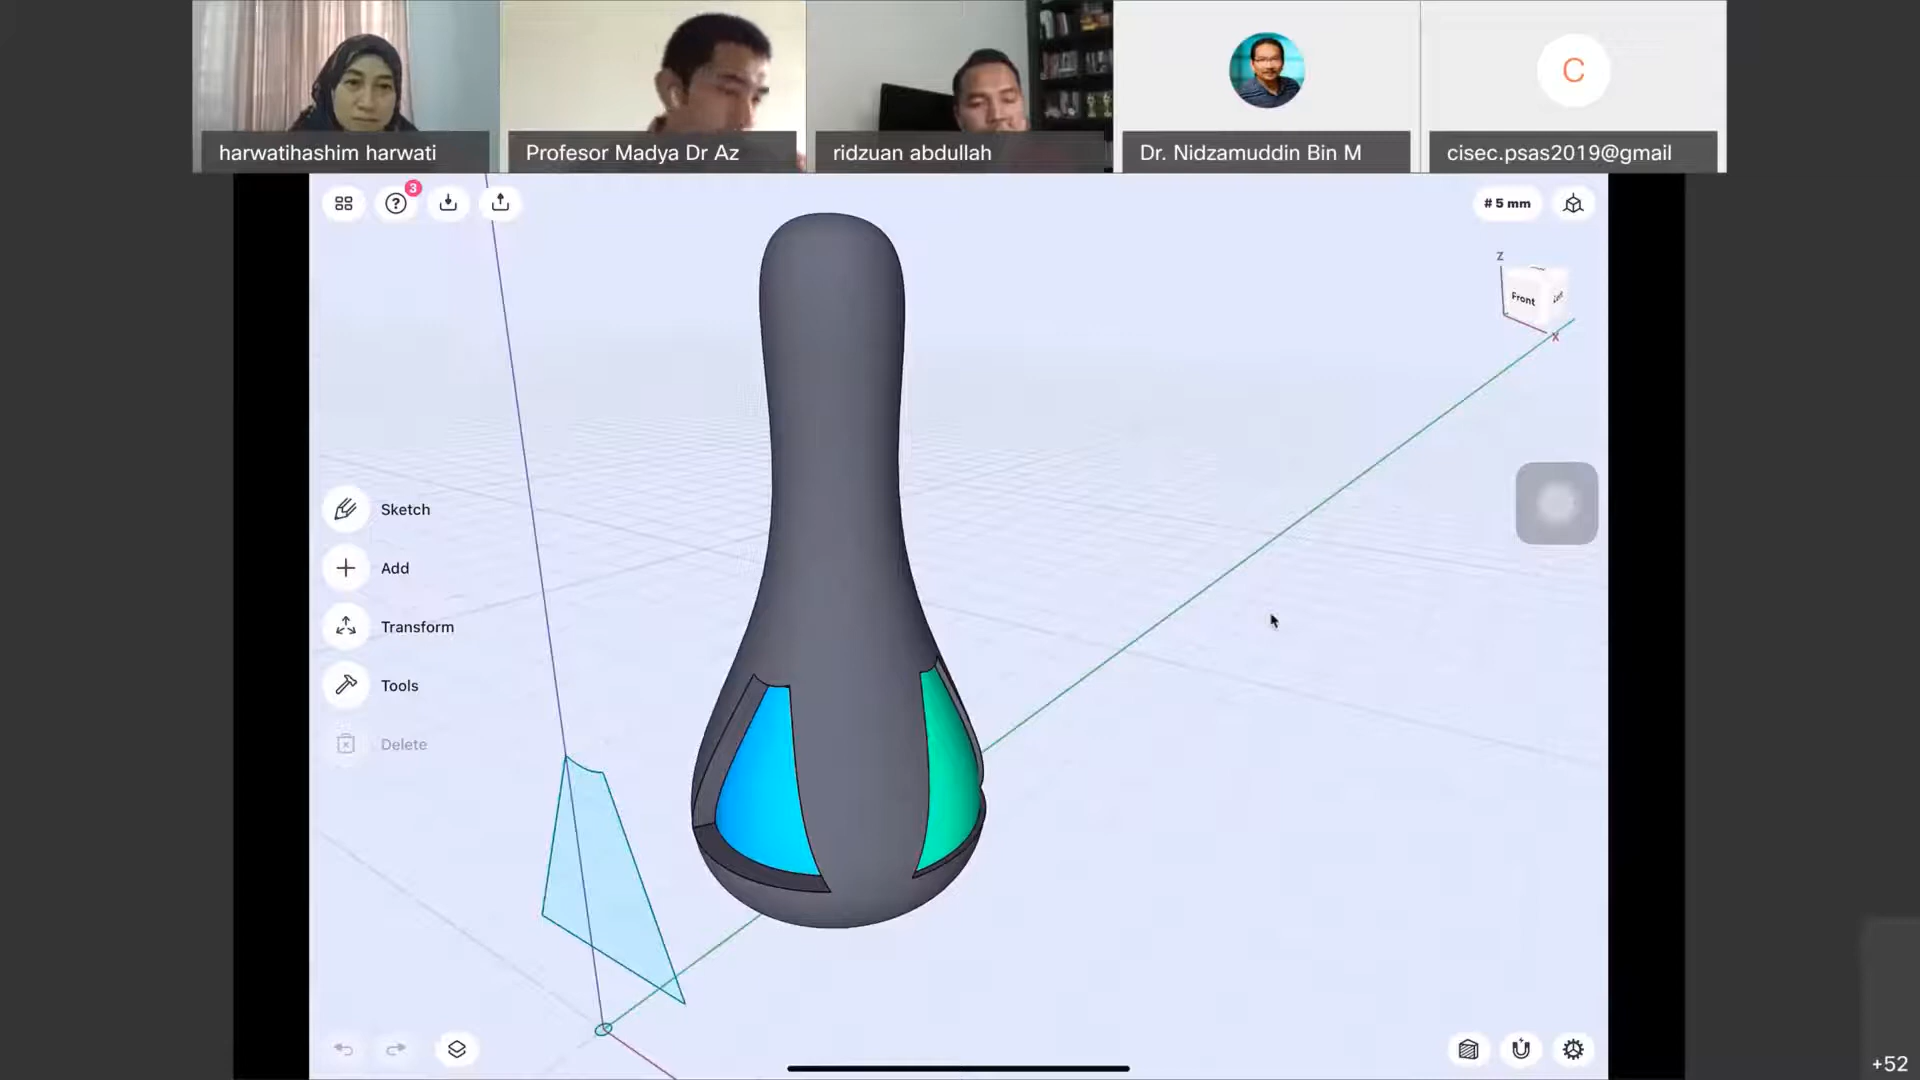 harwatihashim harwati
Profesor Madya Dr Az
ridzuan abdullah
Dr. Nidzamuddin Bin M
C
cisec.psas2019@gmail
3
# 5 mm
Z
Front
Left
X
Sketch
Add
Transform
Tools
Delete
+52